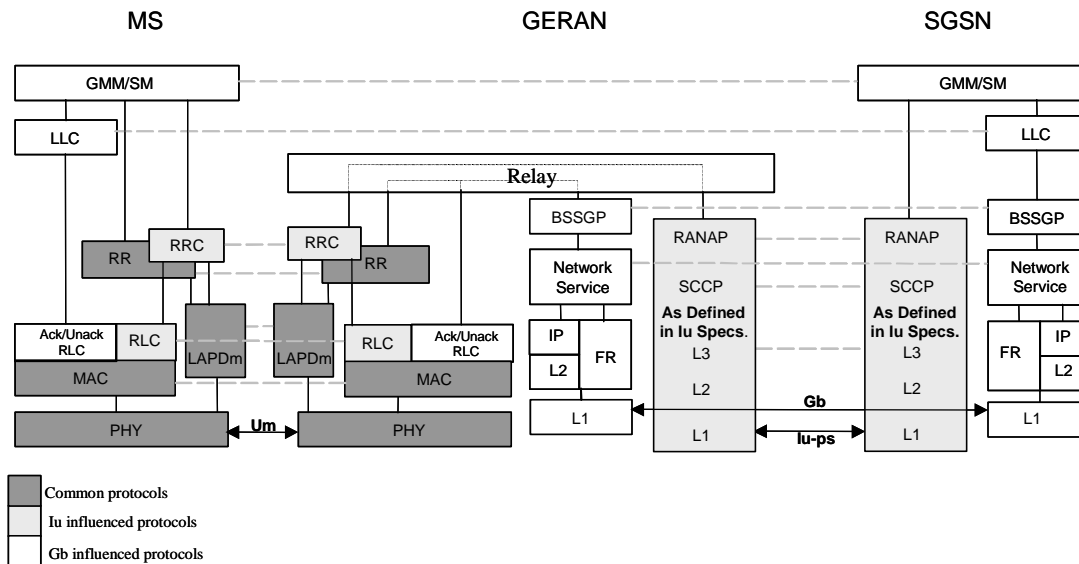 MS GERAN SGSN
GMM/SM GMM/SM
LLC LLC
Relay
BSSGP BSSGP
RRC RRC RANAP RANAP
RR RR
Network Service Network Service
SCCP SCCP
As Defined in Iu Specs. As Defined in Iu Specs.
Ack/Unack RLC RLC LAPDm LAPDm RLC Ack/Unack RLC
IP FR L3 L3 FR IP
MAC MAC L2 L2 L2 L2
Gb
L1 L1
PHY Um PHY L1 Iu-ps L1
Common protocols
Iu influenced protocols
Gb influenced protocols